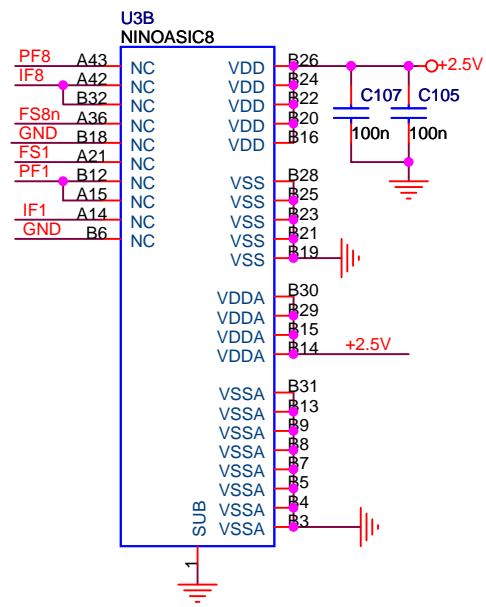 U3B
NINOASIC8
PF8 A43 NC VDD B26 +2.5V
IF8 A42 NC VDD B24
B32 NC VDD B22 C107 C105
FS8n A36 NC VDD B20
GND B18 NC VDD B16 100n 100n
FS1 A21 NC
PF1 B12 NC VSS B28
A15 NC VSS B25
IF1 A14 NC VSS B23
GND B6 NC VSS B21
VSS B19
VDDA B30
VDDA B29
VDDA B15
VDDA B14 +2.5V
VSSA B31
VSSA B13
VSSA B9
VSSA B8
VSSA B7
VSSA B5
VSSA B4
VSSA B3
SUB
1